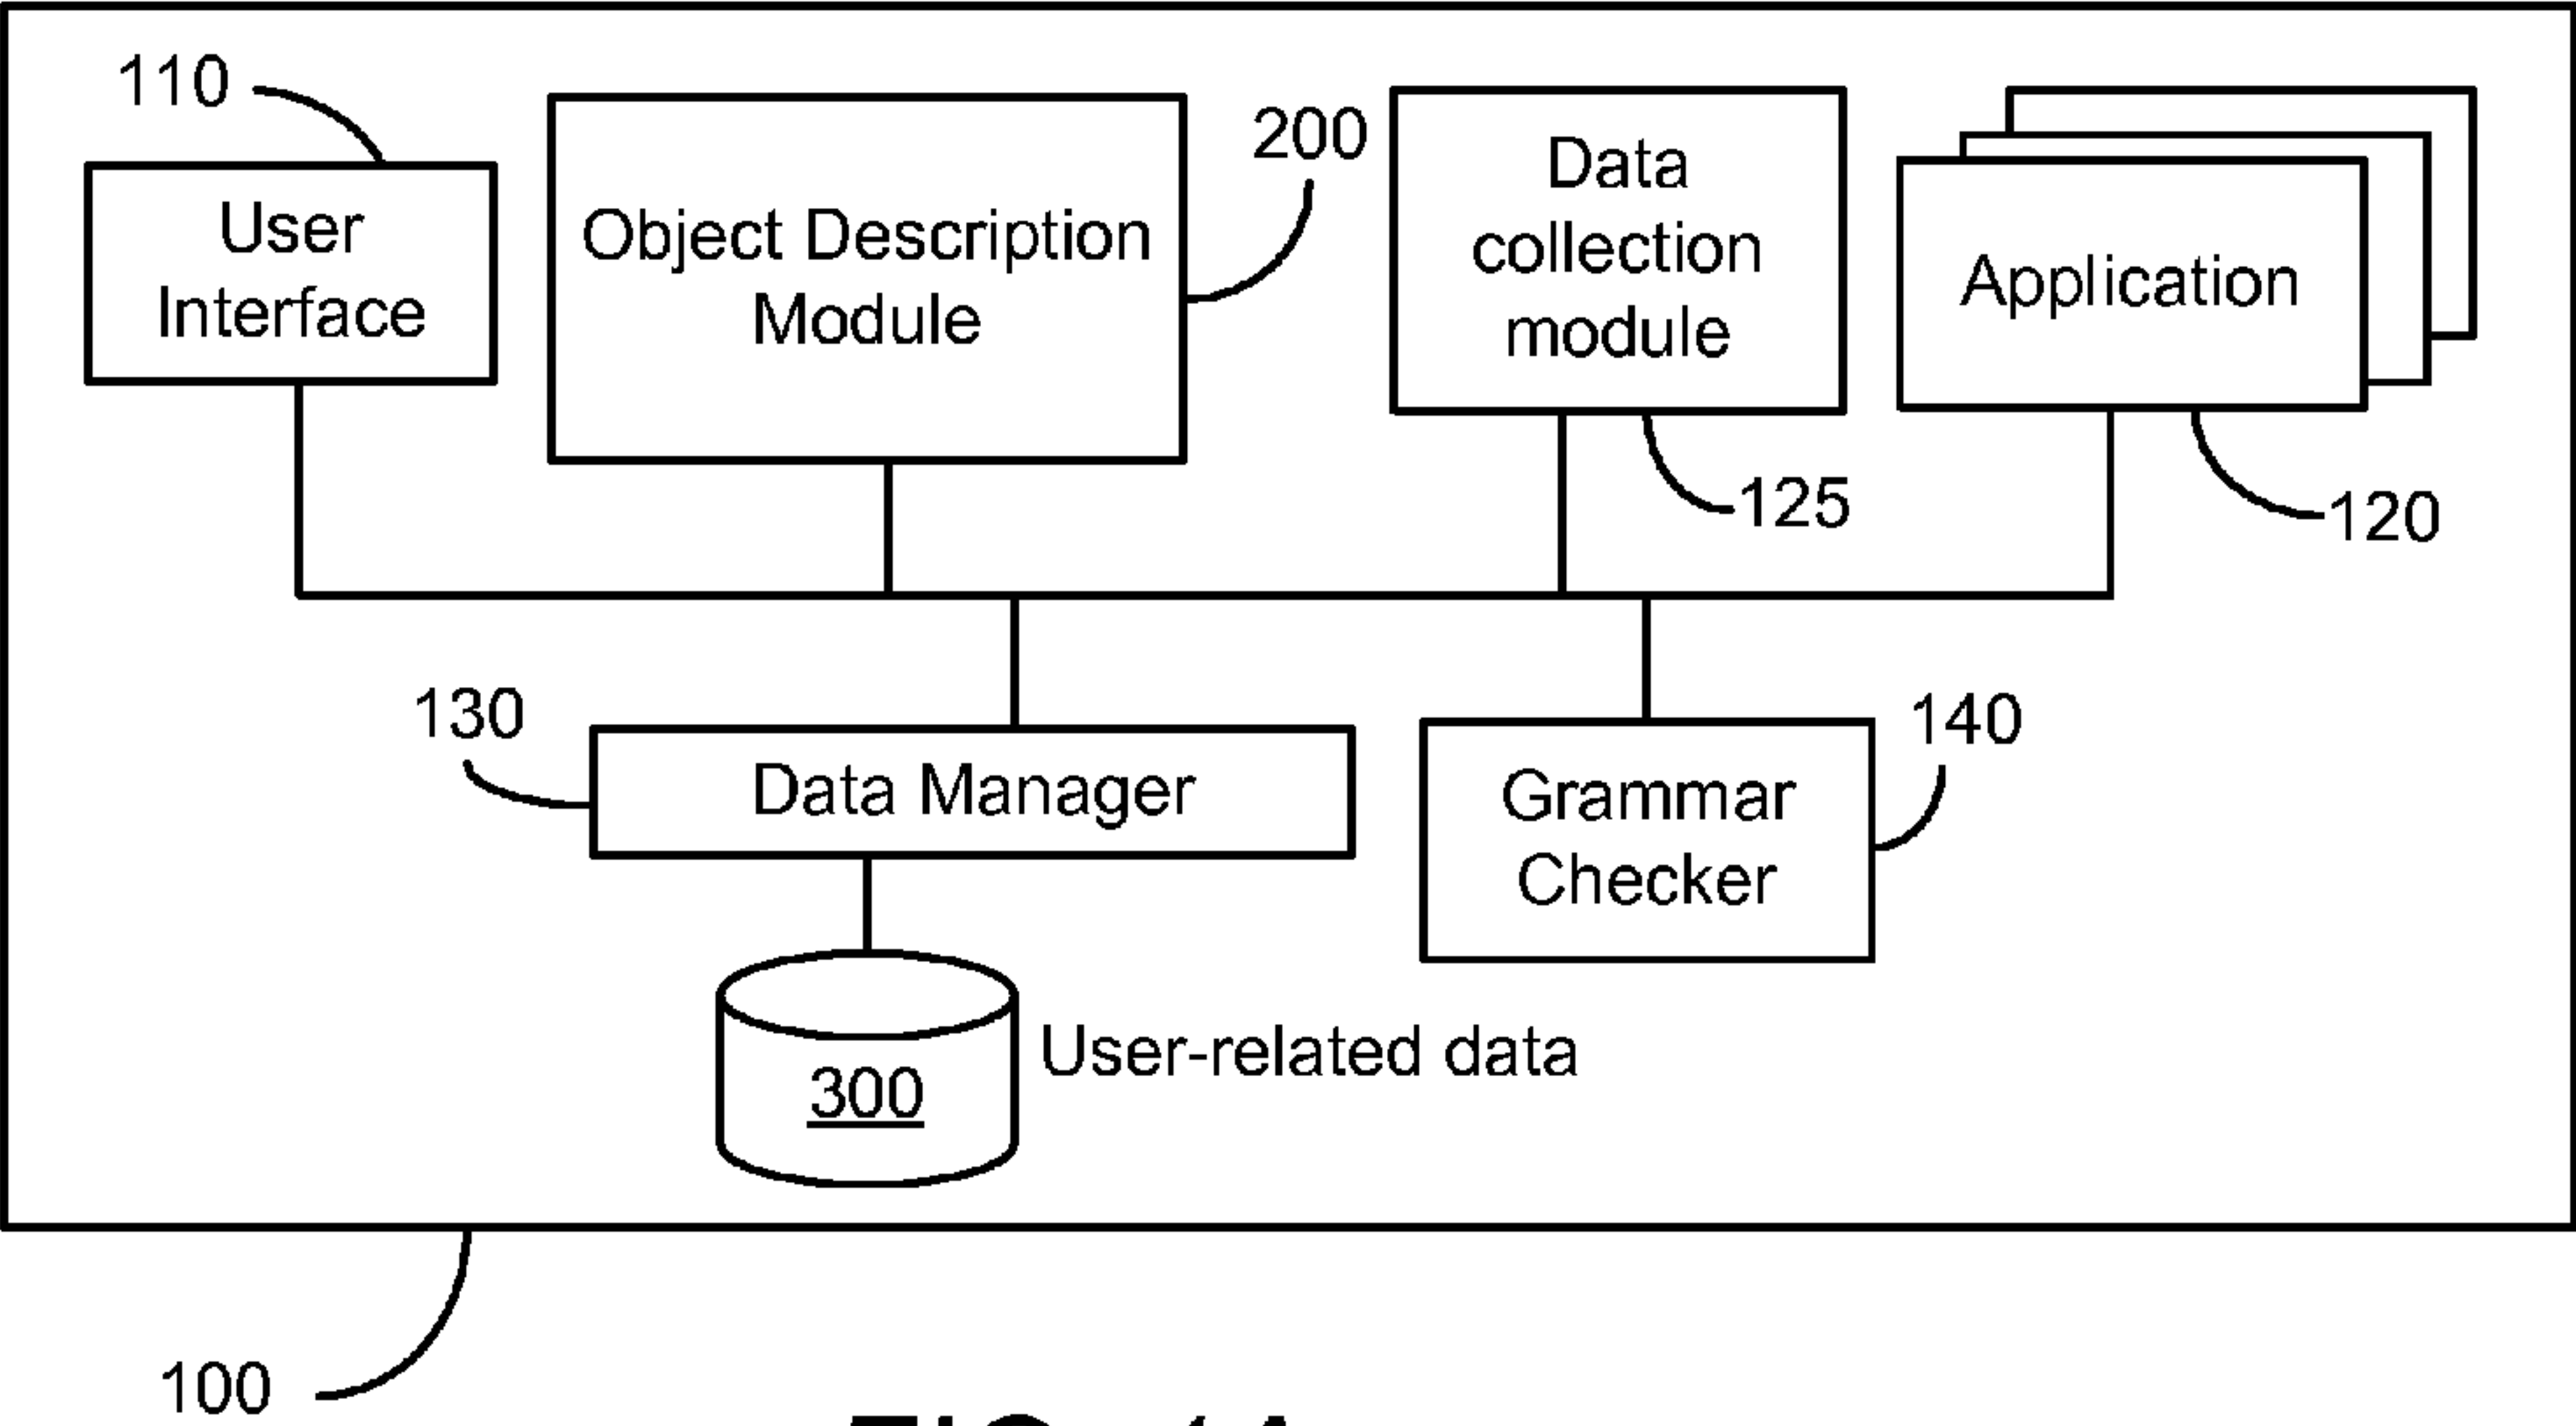 110
User
Interface
Object Description
Module
200
Data
collection
module
Application
125
120
130
Data Manager
140
Grammar
Checker
300
User-related data
100